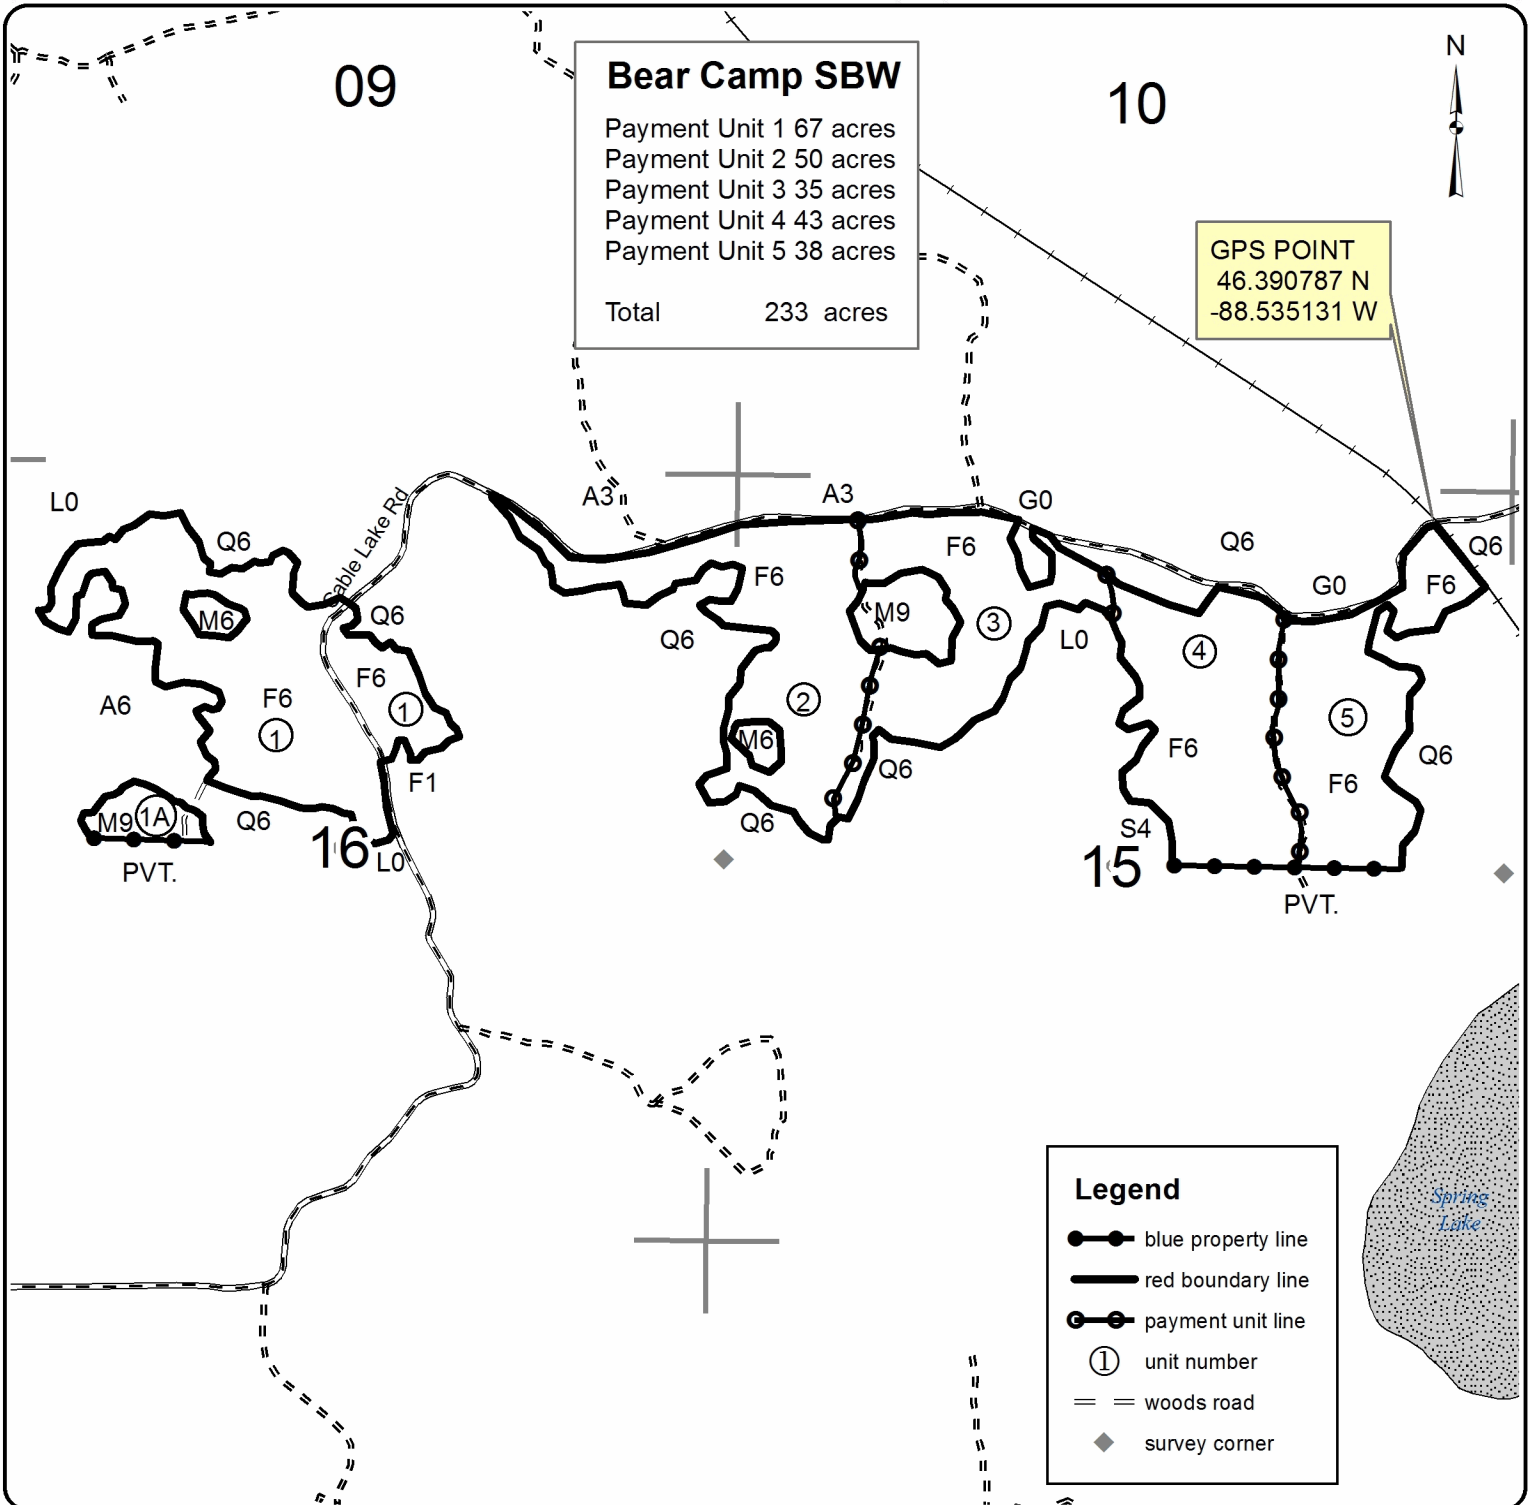 09
10
N
Bear Camp SBW
Payment Unit 1 67 acres
Payment Unit 2 50 acres
Payment Unit 3 35 acres
Payment Unit 4 43 acres
Payment Unit 5 38 acres
Total 233 acres
GPS POINT
46.390787 N
-88.535131 W
L0
Q6
Cable Lake Rd
A3
A3
G0
Q6
Q6
F6
F6
G0
F6
M6
Q6
M9
3
Q6
L0
4
A6
F6
F6
1
1
2
5
M6
F6
Q6
F1
Q6
F6
M9
1A
Q6
Q6
S4
16
L0
15
PVT.
PVT.
Spring
Lake
Legend
blue property line
red boundary line
payment unit line
1 unit number
woods road
survey corner